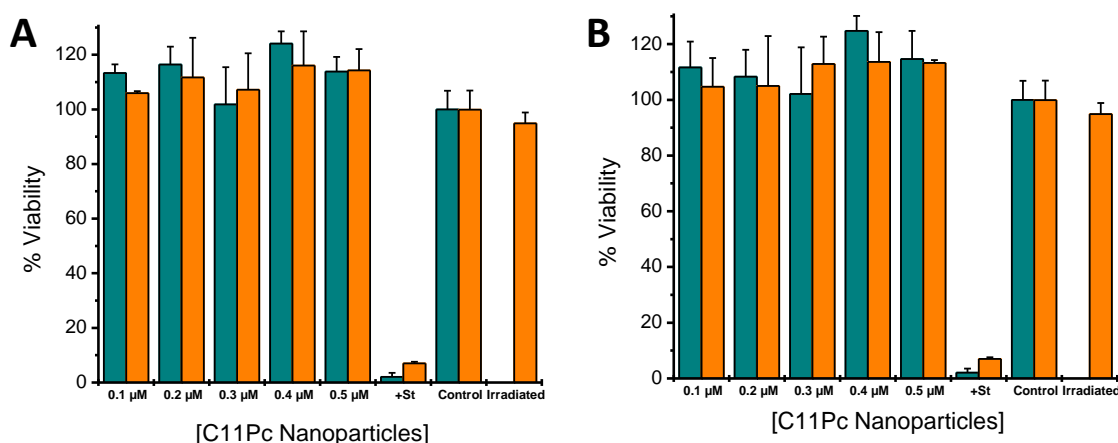 A
120
100
80
60
40
20
0
% Viability
0.1 µM 0.2 µM 0.3 µM 0.4 µM 0.5 µM +St Control Irradiated
[C11Pc Nanoparticles]
B
120
100
80
60
40
20
0
% Viability
0.1 µM 0.2 µM 0.3 µM 0.4 µM 0.5 µM +St Control Irradiated
[C11Pc Nanoparticles]